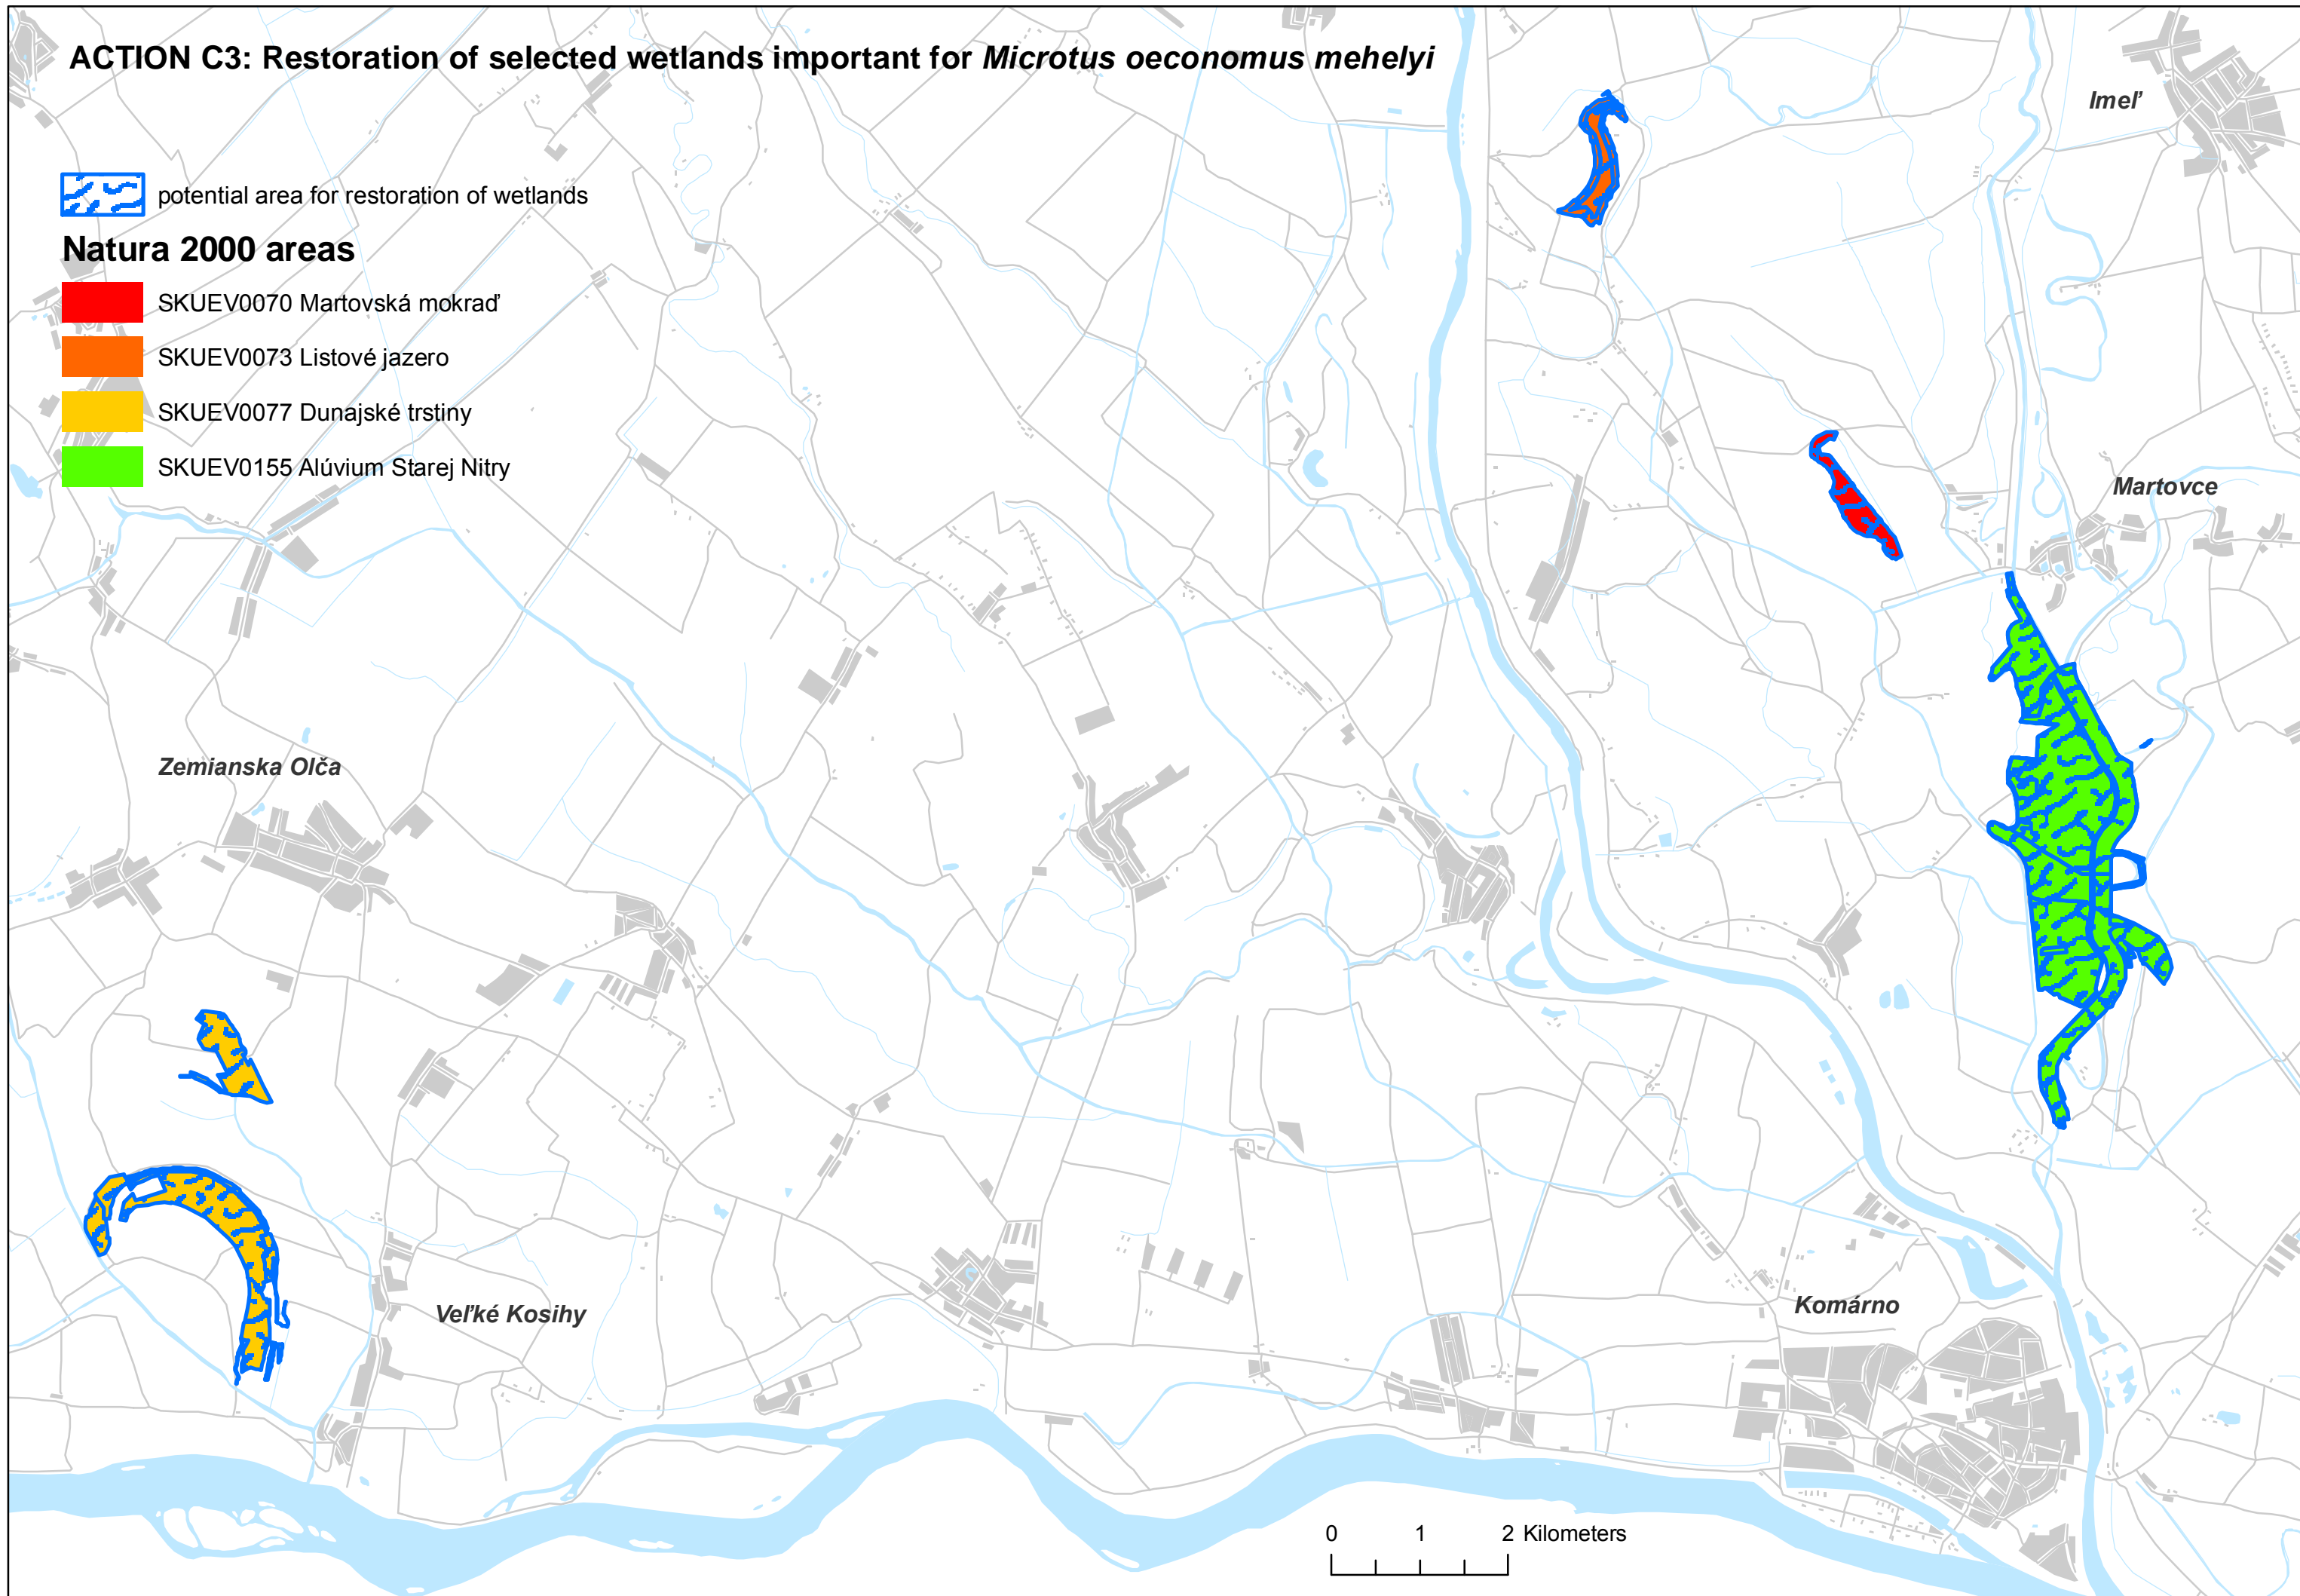 ACTION C3: Restoration of selected wetlands important for Microtus oeconomus mehelyi
Imeľ
potential area for restoration of wetlands
Natura 2000 areas
SKUEV0070 Martovská mokraď
SKUEV0073 Listové jazero
SKUEV0077 Dunajské trstiny
SKUEV0155 Alúvium Starej Nitry
Martovce
Zemianska Olča
Veľké Kosihy
Komárno
0 1 2 Kilometers